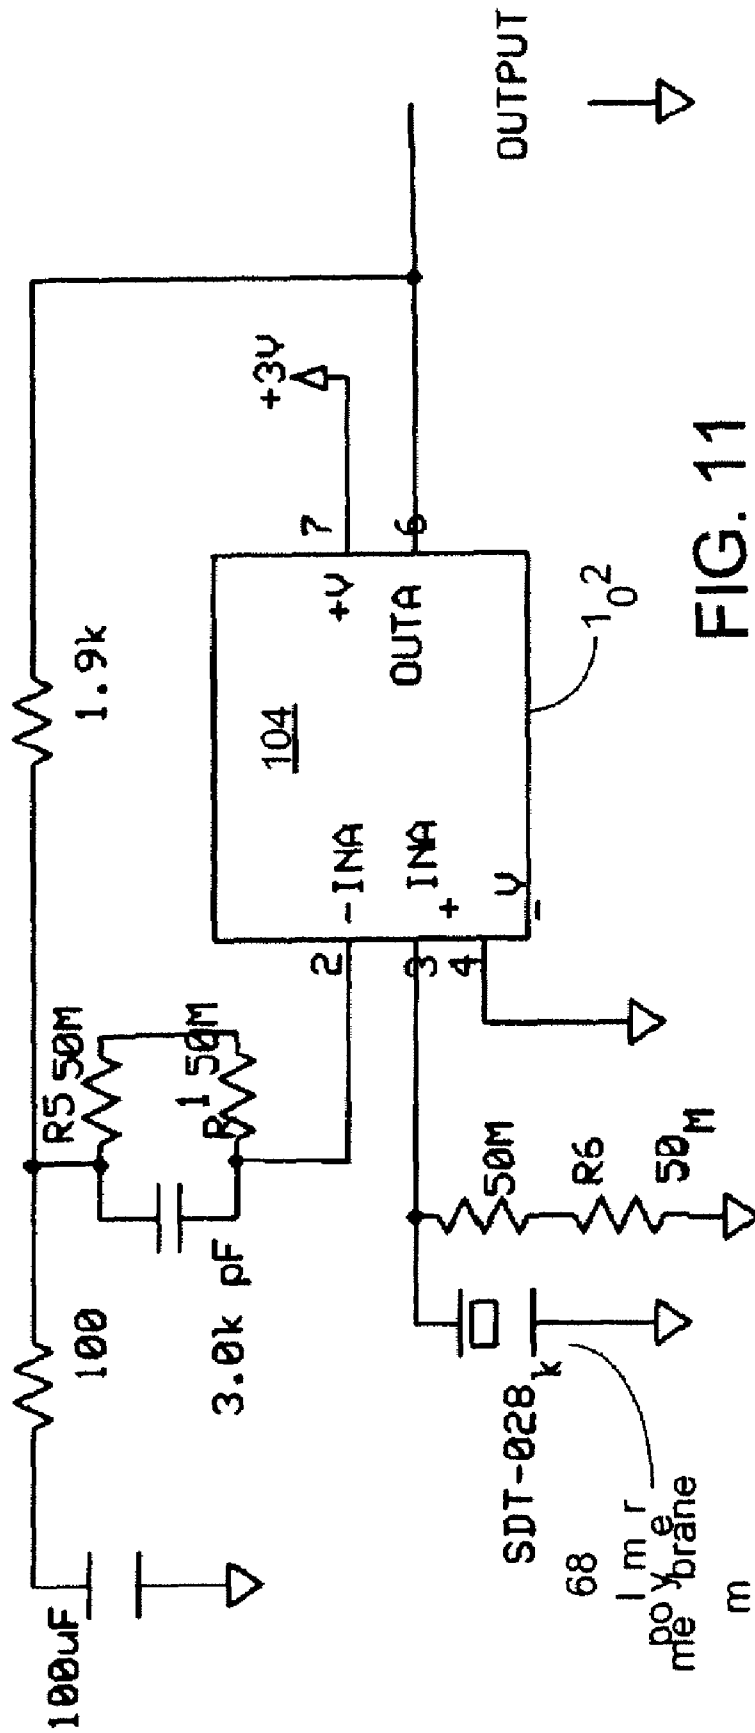 100uF
100
1.9k
R5 50M
R1 50M
3.0k pF
2
3
4
-INA
INA
+
V
-
104
+V
OUTA
7
6
+3V
OUTPUT
102
50M
R6
50M
SDT-028k
68
polymer
membrane
FIG. 11